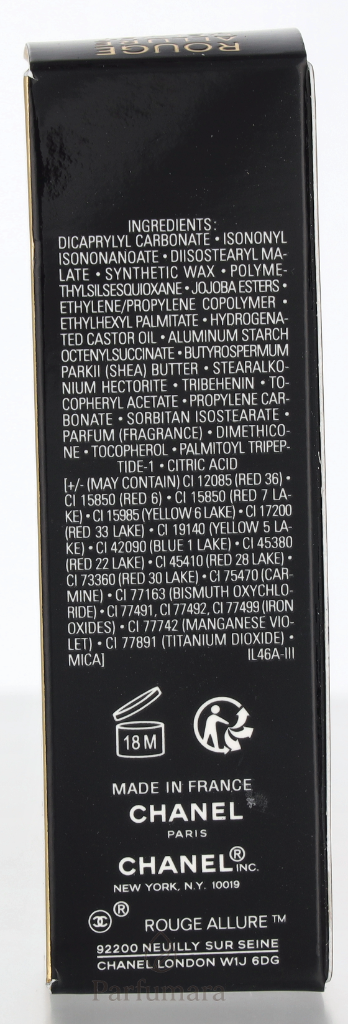 ROUGE
ALLURE
INGREDIENTS:
DICAPRYLYL CARBONATE • ISONONYL
ISONONANOATE • DIISOSTEARYL MA-
LATE • SYNTHETIC WAX • POLYME-
THYLSILSESQUIOXANE • JOJOBA ESTERS •
ETHYLENE/PROPYLENE COPOLYMER •
ETHYLHEXYL PALMITATE • HYDROGENA-
TED CASTOR OIL • ALUMINUM STARCH
OCTENYLSUCCINATE • BUTYROSPERMUM
PARKII (SHEA) BUTTER • STEARALKO-
NIUM HECTORITE • TRIBEHENIN • TO-
COPHERYL ACETATE • PROPYLENE CAR-
BONATE • SORBITAN ISOSTEARATE •
PARFUM (FRAGRANCE) • DIMETHICO-
NE • TOCOPHEROL • PALMITOYL TRIPEP-
TIDE-1 • CITRIC ACID
[+/- (MAY CONTAIN) CI 12085 (RED 36) •
CI 15850 (RED 6) • CI 15850 (RED 7 LA-
KE) • CI 15985 (YELLOW 6 LAKE) • CI 17200
(RED 33 LAKE) • CI 19140 (YELLOW 5 LA-
KE) • CI 42090 (BLUE 1 LAKE) • CI 45380
(RED 22 LAKE) • CI 45410 (RED 28 LAKE) •
CI 73360 (RED 30 LAKE) • CI 75470 (CAR-
MINE) • CI 77163 (BISMUTH OXYCHLO-
RIDE) • CI 77491, CI 77492, CI 77499 (IRON
OXIDES) • CI 77742 (MANGANESE VIO-
LET) • CI 77891 (TITANIUM DIOXIDE) •
MICA] IL46A-III
18 M
MADE IN FRANCE
CHANEL
PARIS
CHANEL® INC.
NEW YORK, N.Y. 10019
® ROUGE ALLURE™
92200 NEUILLY SUR SEINE
CHANEL LONDON W1J 6DG
Parfumara